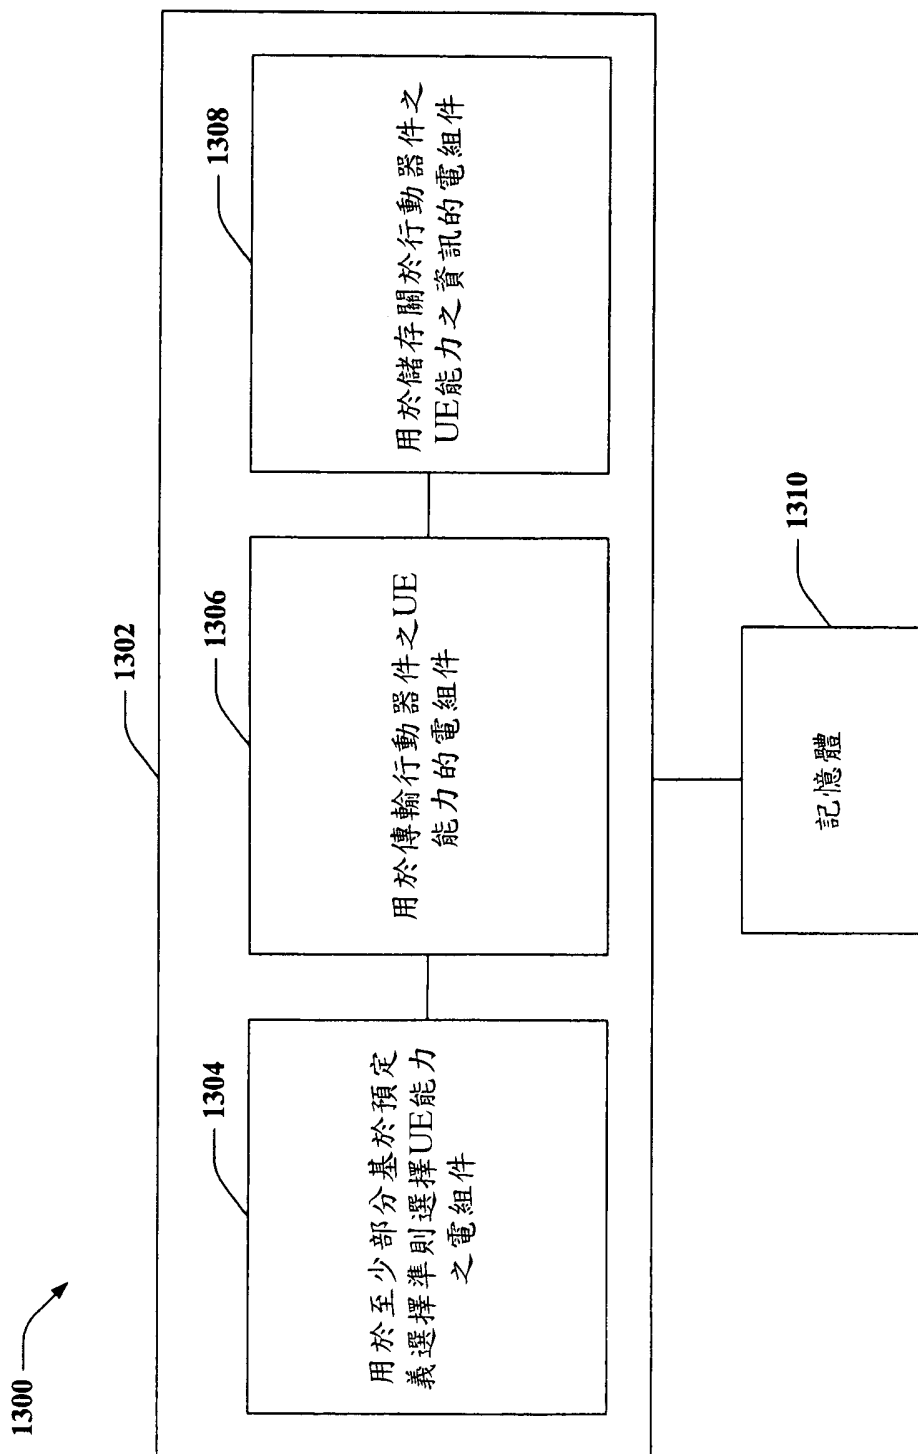 1300
1302
1304
用於至少部分基於預定
義選擇準則選擇UE能力
之電組件
1306
用於傳輸行動器件之UE
能力的電組件
1308
用於儲存關於行動器件之
UE能力之資訊的電組件
1310
記憶體